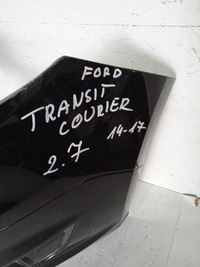 FORD
TRANSIT
COURIER
2.7 14-17